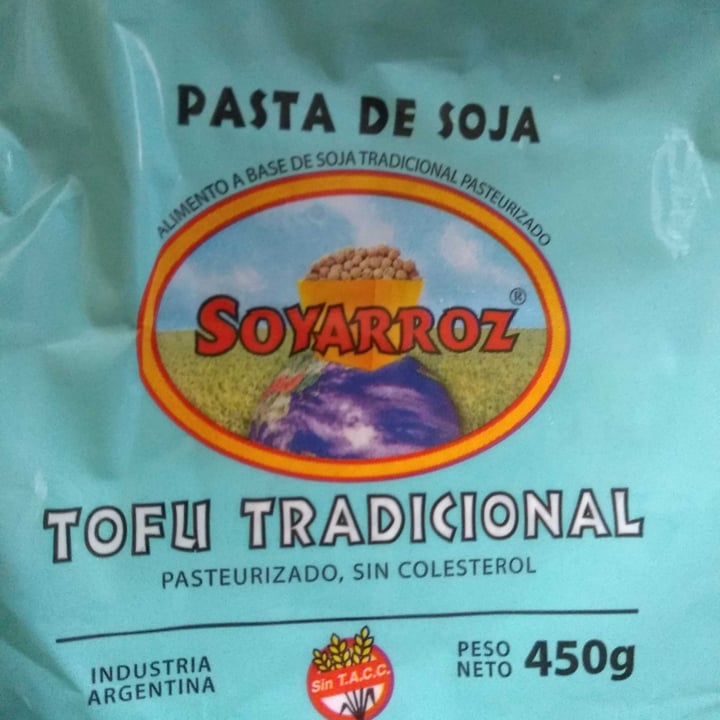 PASTA DE SOJA
ALIMENTO A BASE DE SOJA TRADICIONAL PASTEURIZADO
SOYARROZ®
TOFU TRADICIONAL
PASTEURIZADO, SIN COLESTEROL
INDUSTRIA
ARGENTINA
Sin T.A.C.C.
PESO
NETO 450g